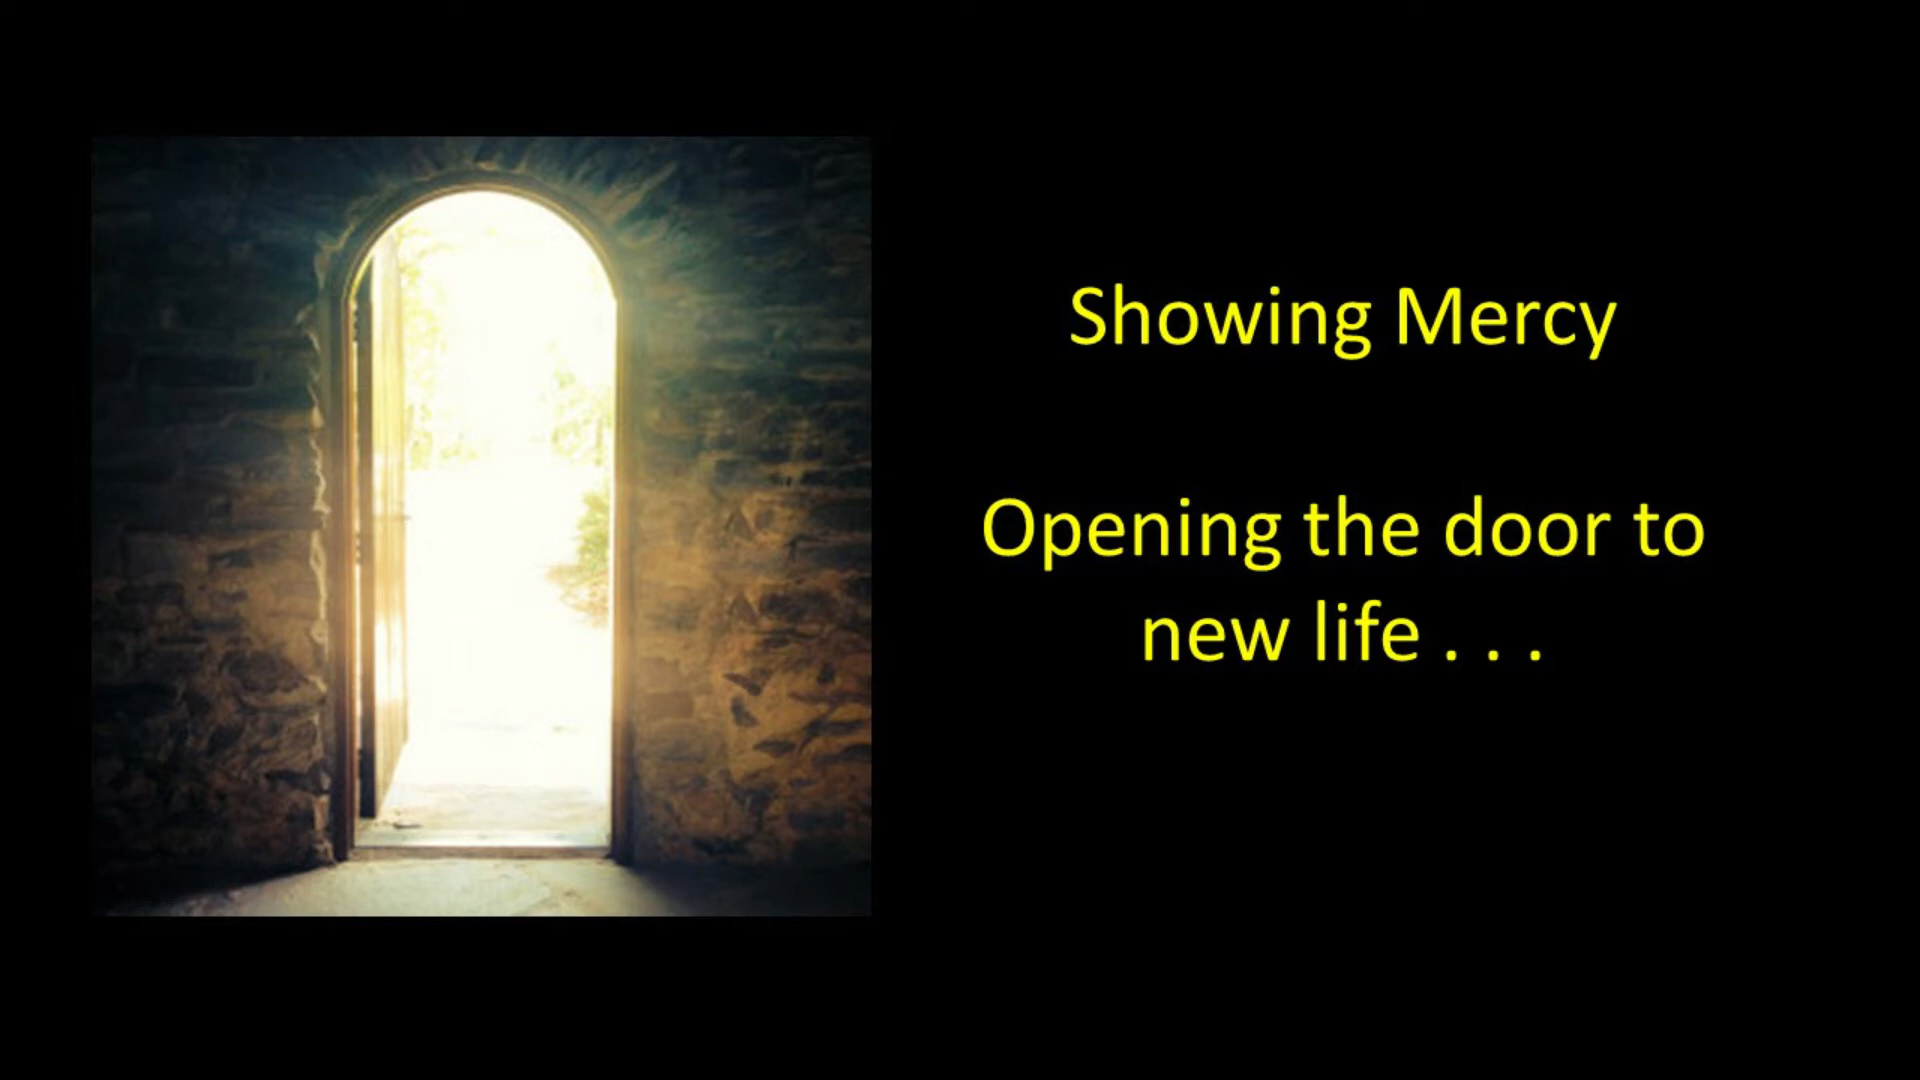 Showing Mercy
Opening the door to
new life . . .